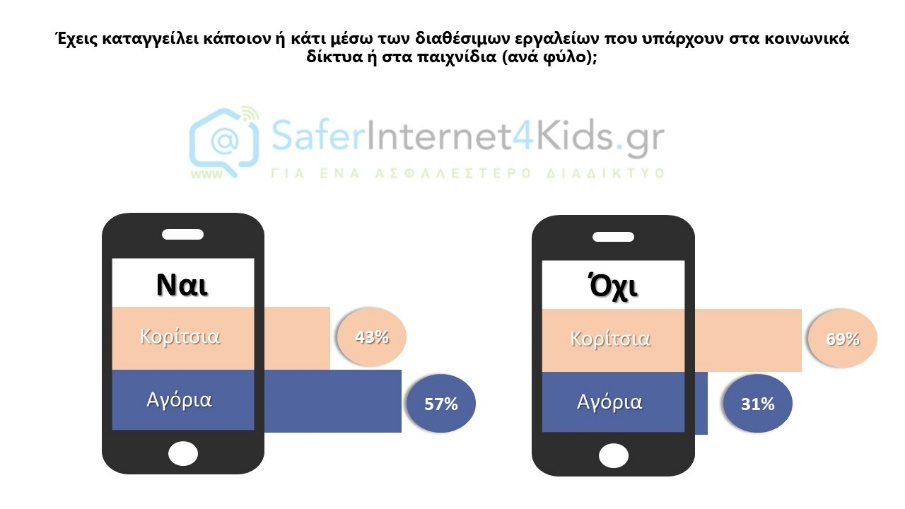 Έχεις καταγγείλει κάποιον ή κάτι μέσω των διαθέσιμων εργαλείων που υπάρχουν στα κοινωνικά
δίκτυα ή στα παιχνίδια (ανά φύλο);
@ SaferInternet4Kids.gr
www ΓΙΑ ΕΝΑ ΑΣΦΑΛΕΣΤΕΡΟ ΔΙΑΔΙΚΤΥΟ
Ναι
Κορίτσια 43%
Αγόρια 57%
Όχι
Κορίτσια 69%
Αγόρια 31%